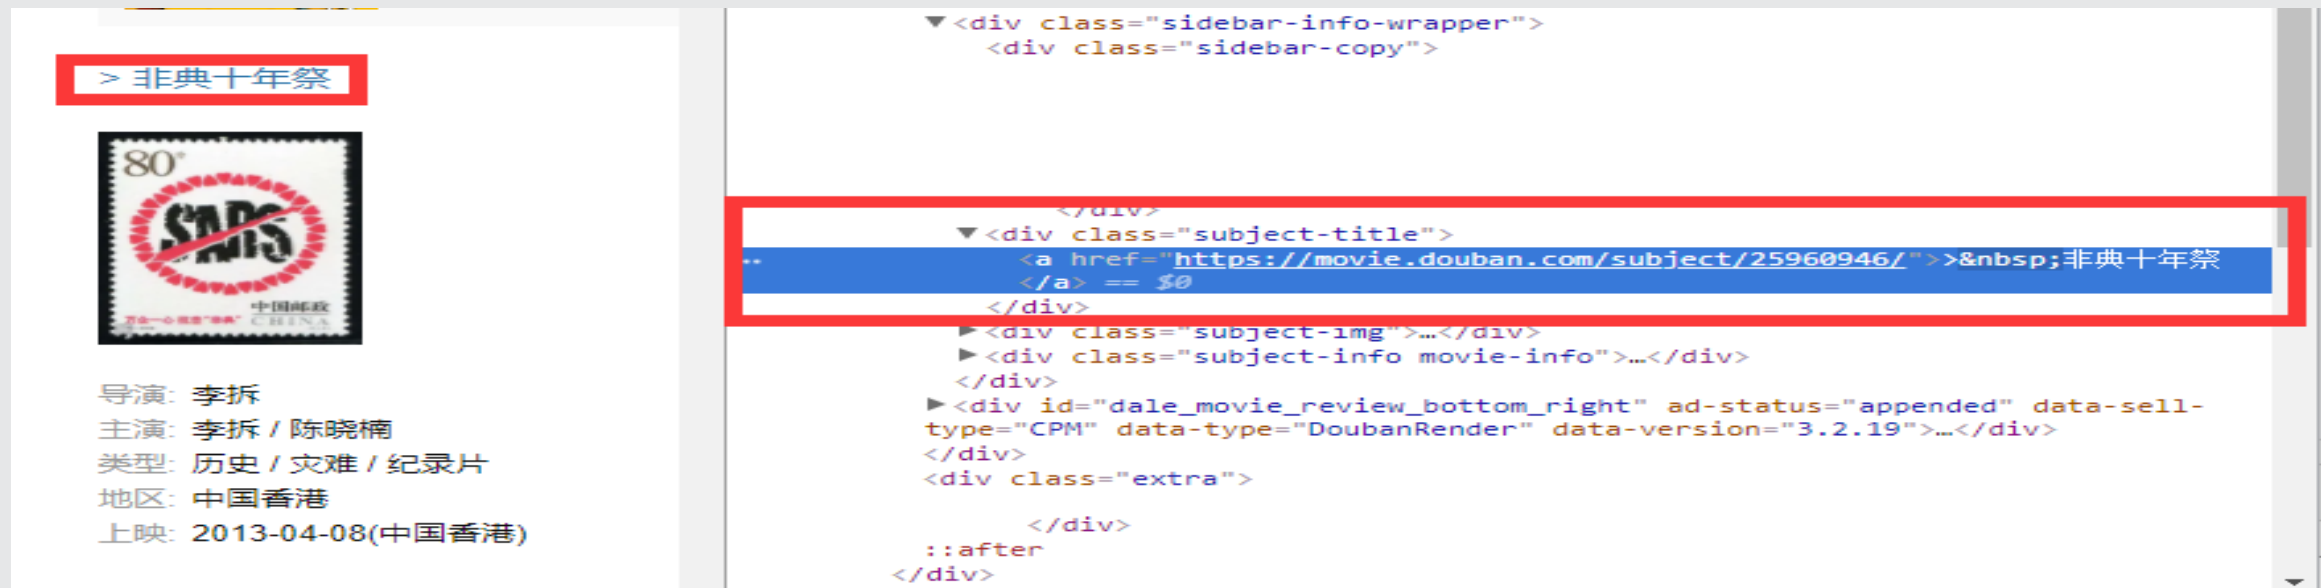 > 非典十年祭
80
SARS
中国邮政
CHINA
导演: 李拆
主演: 李拆 / 陈晓楠
类型: 历史 / 灾难 / 纪录片
地区: 中国香港
上映: 2013-04-08(中国香港)
▼<div class="sidebar-info-wrapper">
<div class="sidebar-copy">
</div>
▼<div class="subject-title">
<a href="https://movie.douban.com/subject/25960946/">>&nbsp;非典十年祭
</a> == $0
</div>
▶<div class="subject-img">…</div>
▶<div class="subject-info movie-info">…</div>
</div>
▶<div id="dale_movie_review_bottom_right" ad-status="appended" data-sell-
type="CPM" data-type="DoubanRender" data-version="3.2.19">…</div>
</div>
<div class="extra">
</div>
::after
</div>